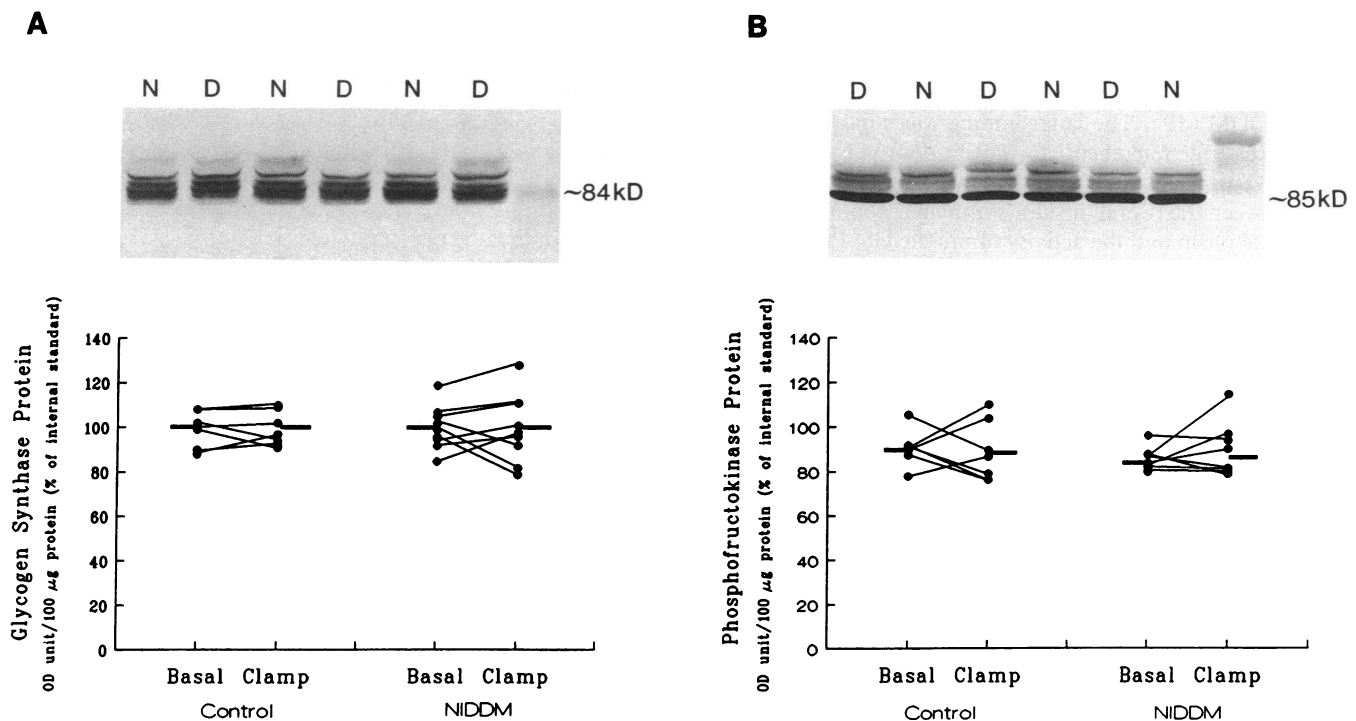 A
N D N D N D
~84kD
Glycogen Synthase Protein
OD unit/100 μg protein (% of internal standard)
140
120
100
80
60
40
20
0
Basal Clamp Basal Clamp
Control NIDDM
B
D N D N D N
~85kD
Phosphofructokinase Protein
OD unit/100 μg protein (% of internal standard)
140
120
100
80
60
40
20
0
Basal Clamp Basal Clamp
Control NIDDM